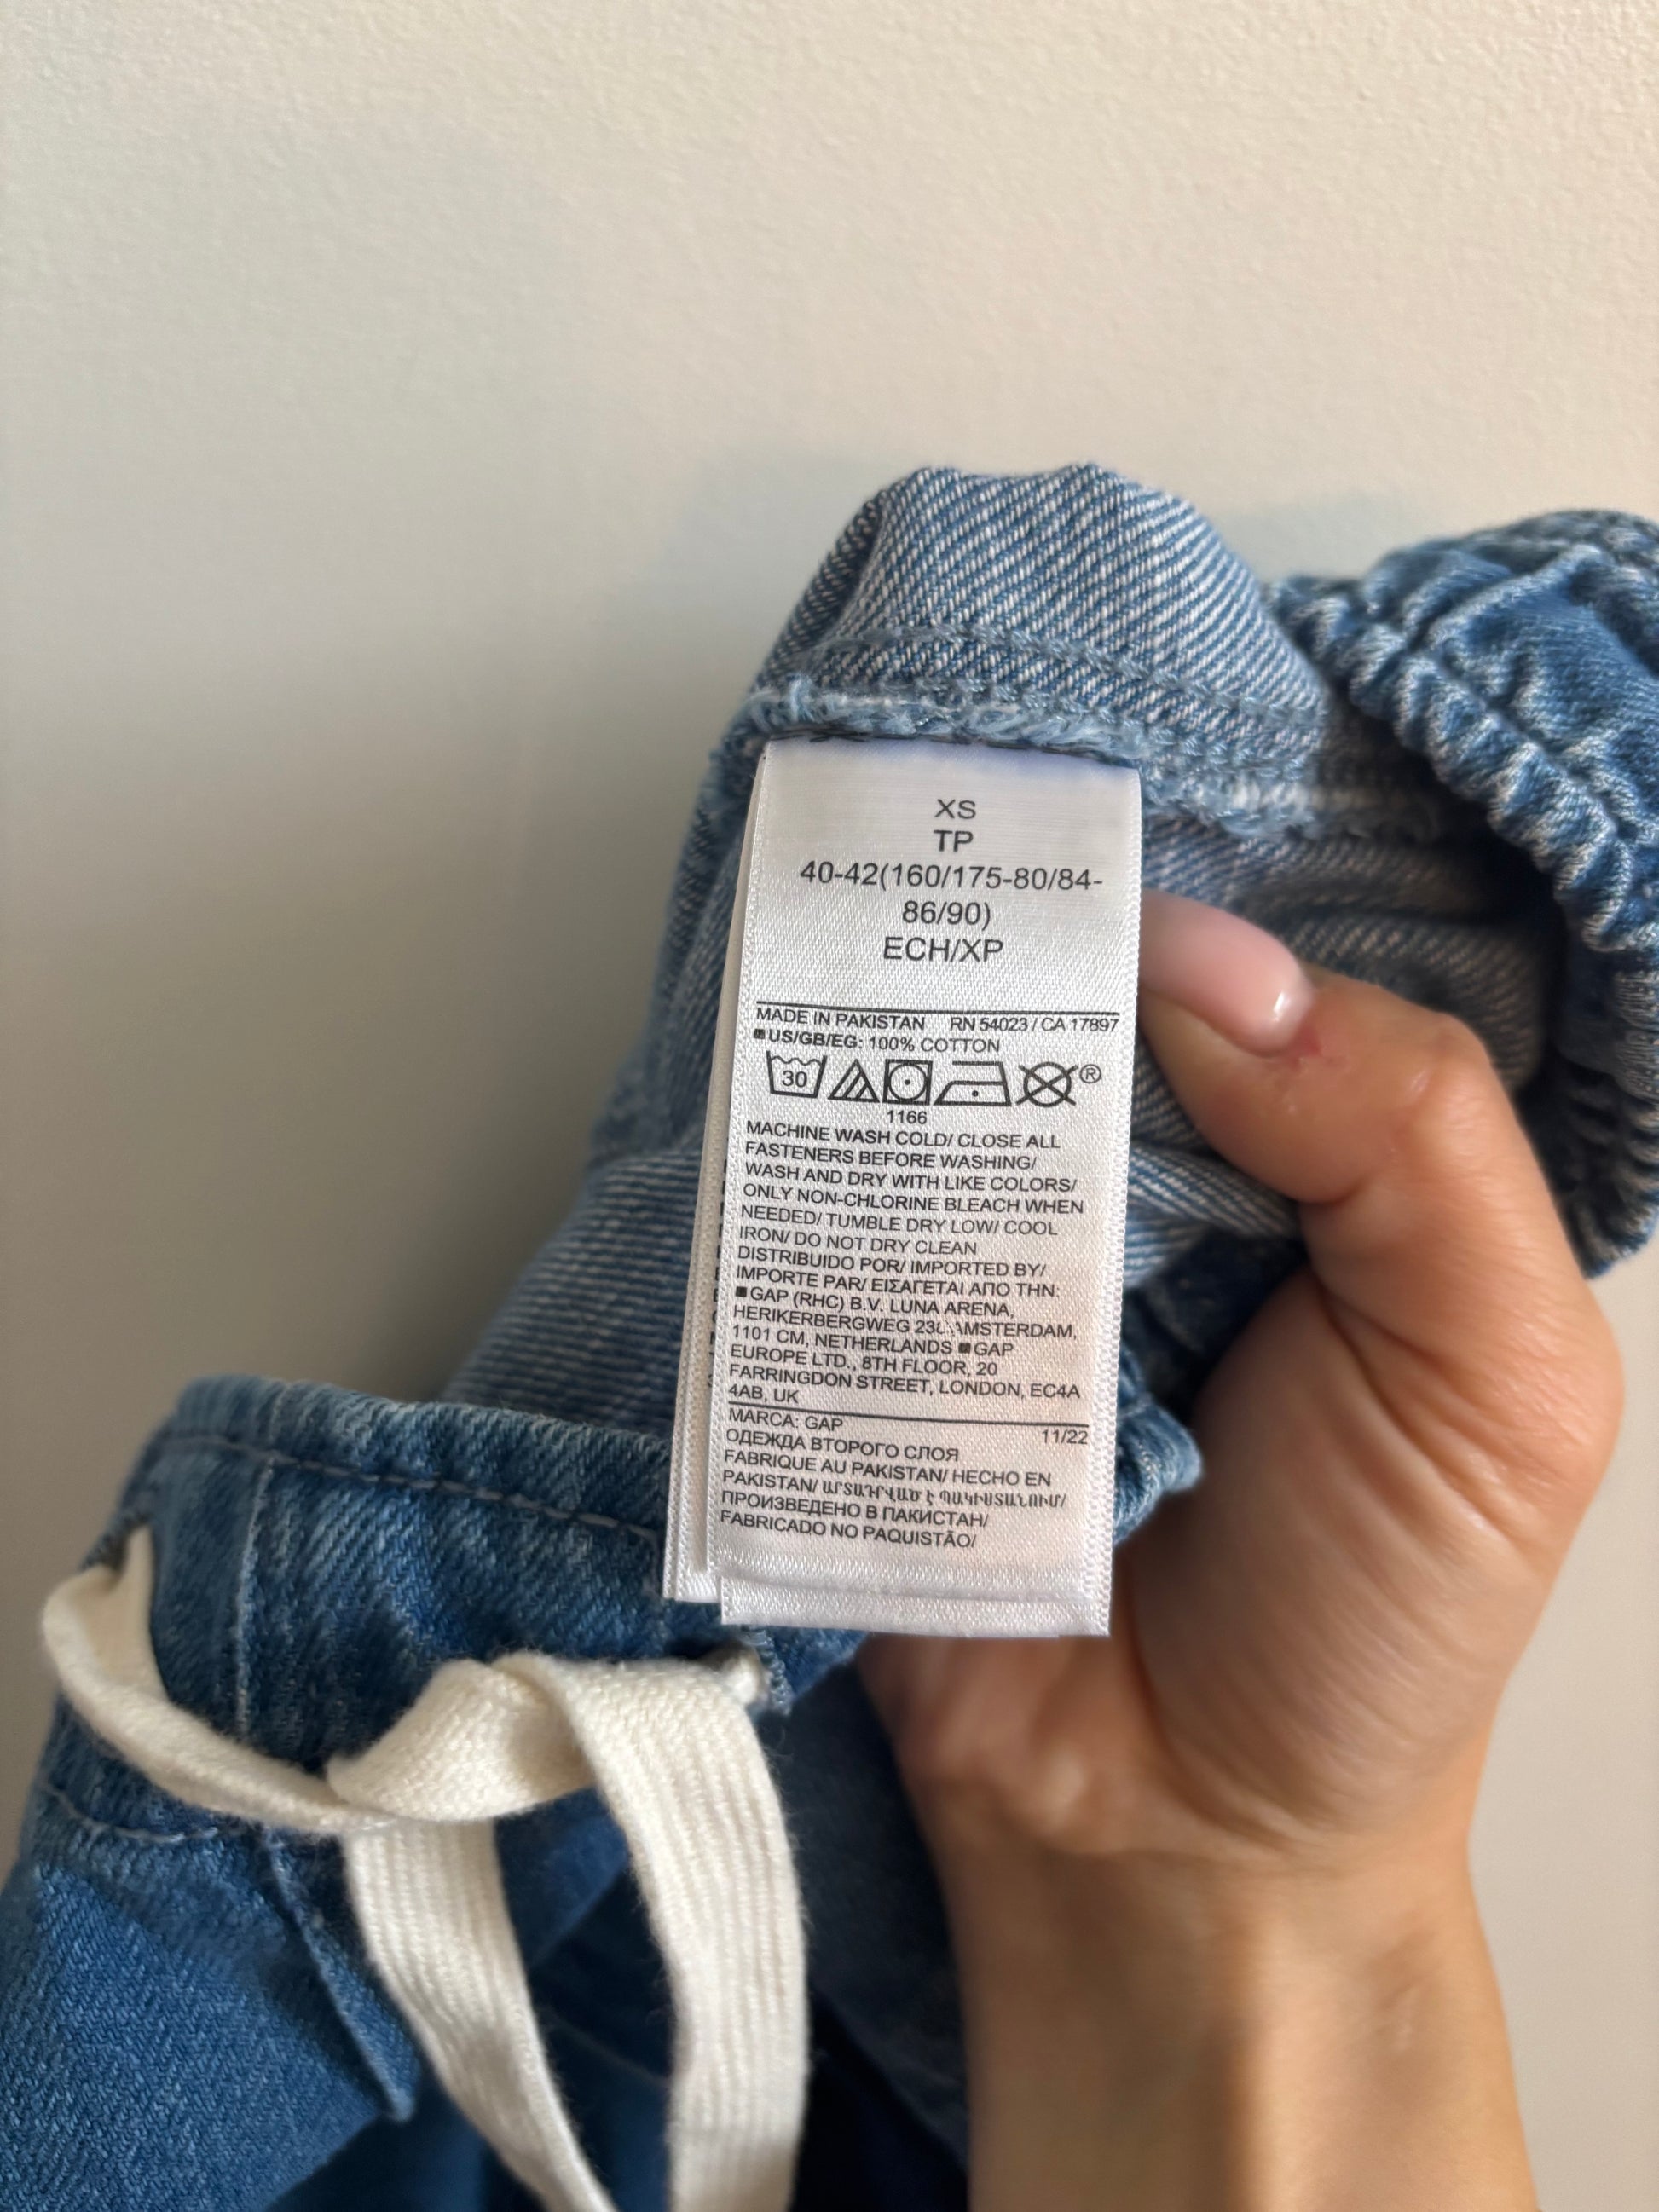 XS
TP
40-42(160/175-80/84-
86/90)
ECH/XP
MADE IN PAKISTAN RN 54023 / CA 17897
US/GB/EG: 100% COTTON
30 ®
1166
MACHINE WASH COLD/ CLOSE ALL
FASTENERS BEFORE WASHING/
WASH AND DRY WITH LIKE COLORS/
ONLY NON-CHLORINE BLEACH WHEN
NEEDED/ TUMBLE DRY LOW/ COOL
IRON/ DO NOT DRY CLEAN
DISTRIBUIDO POR/ IMPORTED BY/
IMPORTE PAR/ ΕΙΣΑΓΕΤΑΙ ΑΠΟ ΤΗΝ:
GAP (RHC) B.V. LUNA ARENA,
HERIKERBERGWEG AMSTERDAM,
1101 CM, NETHERLANDS GAP
EUROPE LTD., 8TH FLOOR, 20
FARRINGDON STREET, LONDON, EC4A
4AB, UK
MARCA: GAP 11/22
ОДЕЖДА ВТОРОГО СЛОЯ
FABRIQUE AU PAKISTAN/ HECHO EN
PAKISTAN/ ԱՐՏԱԴՐՎԱԾ Է ՊԱԿԻՍՏԱՆՈՒՄ/
ПРОИЗВЕДЕНО В ПАКИСТАН/
FABRICADO NO PAQUISTÃO/